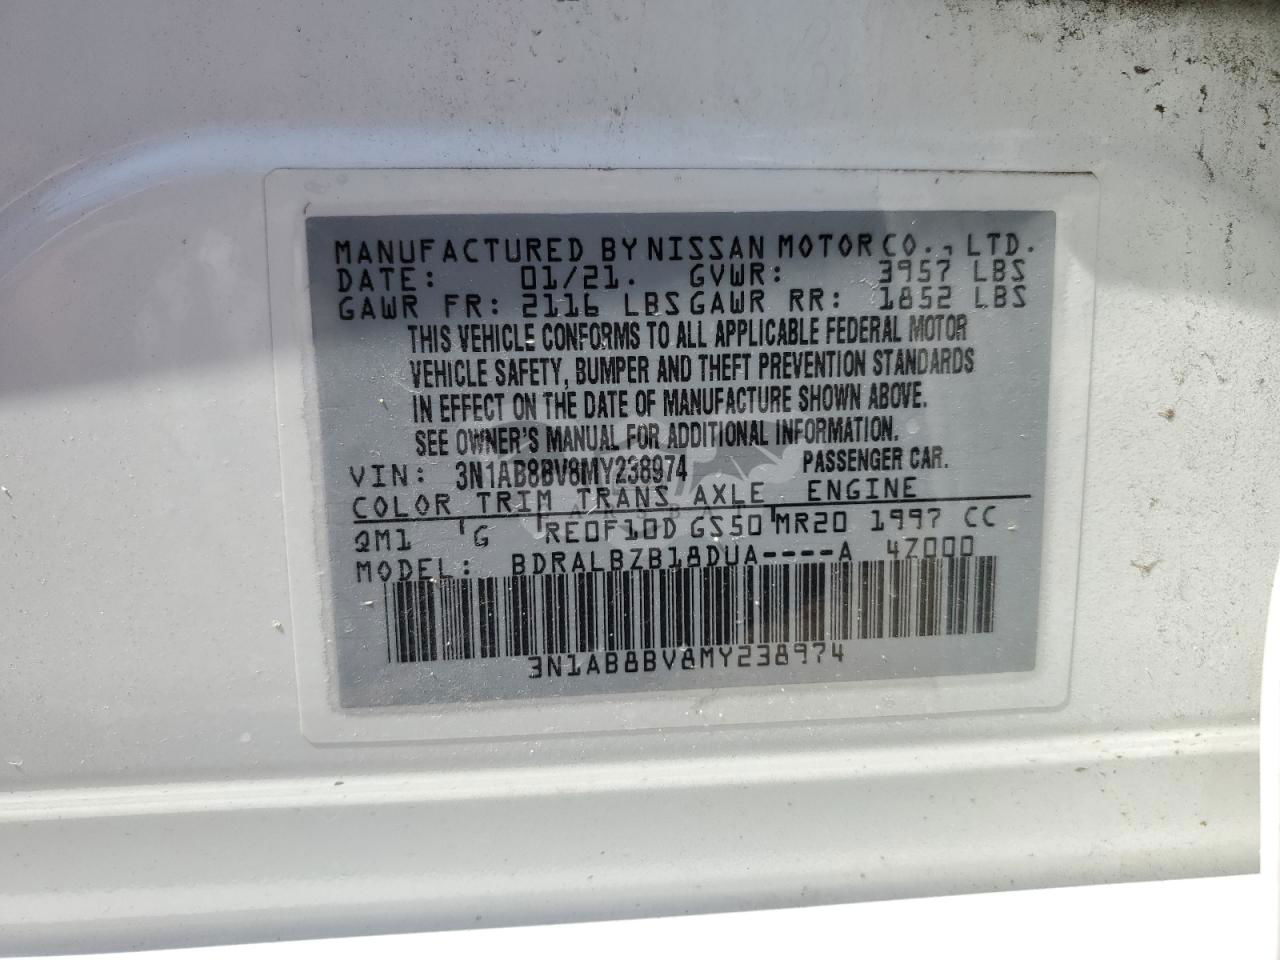 MANUFACTURED BY NISSAN MOTOR CO., LTD.
DATE: 01/21. GVWR: 3957 LBS
GAWR FR: 2116 LBS GAWR RR: 1852 LBS
THIS VEHICLE CONFORMS TO ALL APPLICABLE FEDERAL MOTOR
VEHICLE SAFETY, BUMPER AND THEFT PREVENTION STANDARDS
IN EFFECT ON THE DATE OF MANUFACTURE SHOWN ABOVE.
SEE OWNER'S MANUAL FOR ADDITIONAL INFORMATION.
VIN: 3N1AB8BV8MY238974 PASSENGER CAR.
COLOR TRIM TRANS AXLE ENGINE
QM1 G RE0F10D GS50 MR20 1997 CC
MODEL: BDRALBZB18DUA----A 4Z000
3N1AB8BV8MY238974